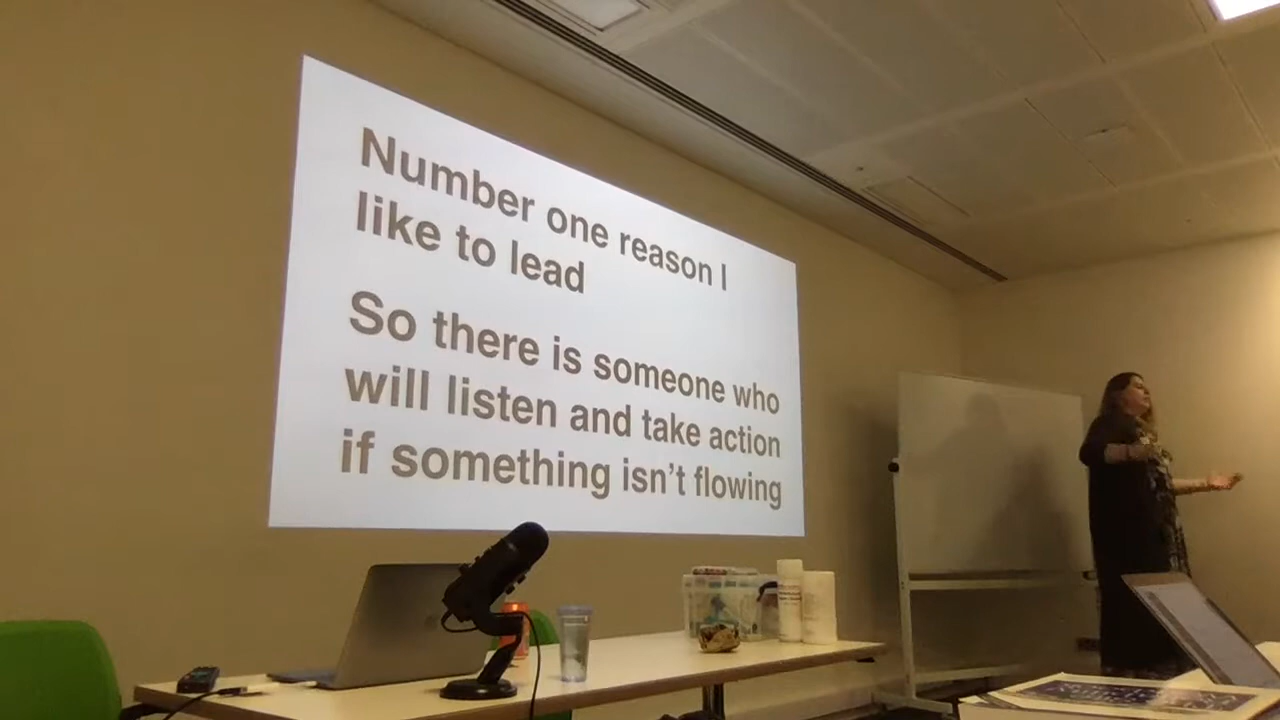 Number one reason I
like to lead
So there is someone who
will listen and take action
if something isn't flowing